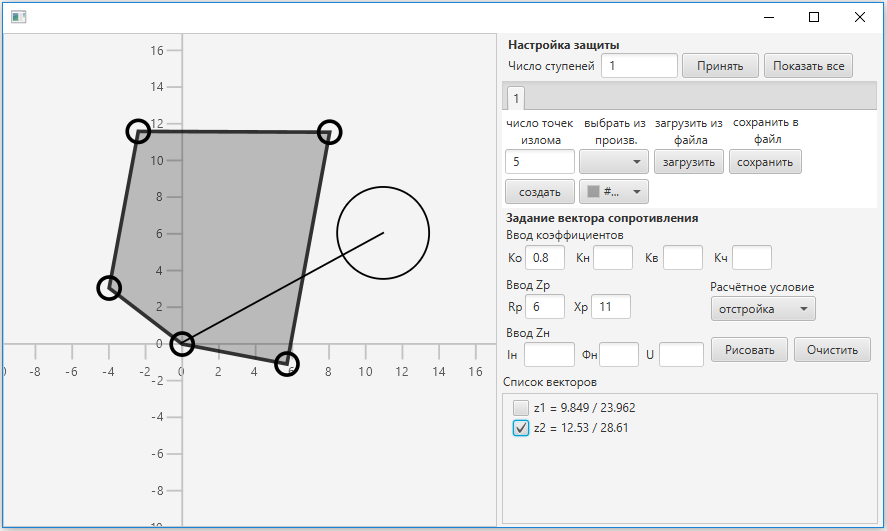 Настройка защиты
Число ступеней 1 Принять Показать все
1
число точек излома выбрать из произв. загрузить из файла сохранить в файл
5 загрузить сохранить
создать #...
Задание вектора сопротивления
Ввод коэффициентов
Ко 0.8 Кн Кв Кч
Ввод Zр Расчётное условие
Rр 6 Xр 11 отстройка
Ввод Zн
Iн Фн U Рисовать Очистить
Список векторов
z1 = 9.849 / 23.962
z2 = 12.53 / 28.61
16
14
12
10
8
6
4
2
0
-2
-4
-6
-8
-8 -6 -4 -2 0 2 4 6 8 10 12 14 16